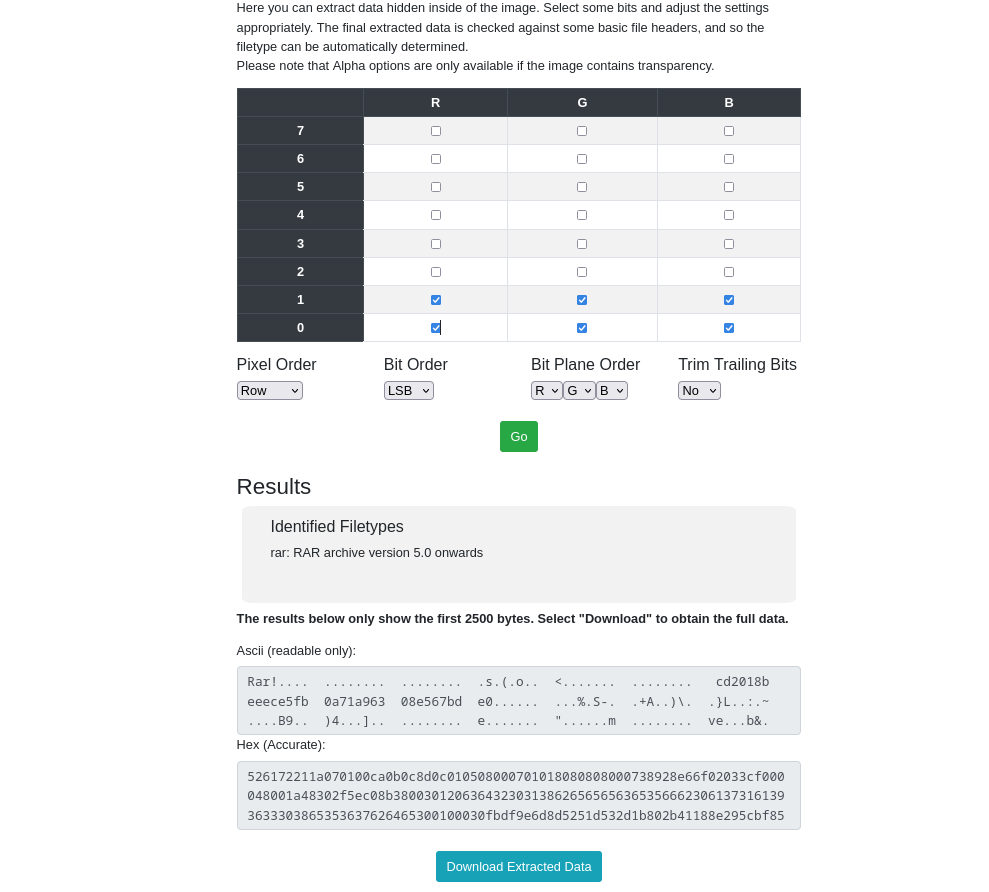 Here you can extract data hidden inside of the image. Select some bits and adjust the settings
appropriately. The final extracted data is checked against some basic file headers, and so the
filetype can be automatically determined.
Please note that Alpha options are only available if the image contains transparency.
R G B
7
6
5
4
3
2
1
0
Pixel Order Bit Order Bit Plane Order Trim Trailing Bits
Row LSB R G B No
Go
Results
Identified Filetypes
rar: RAR archive version 5.0 onwards
The results below only show the first 2500 bytes. Select "Download" to obtain the full data.
Ascii (readable only):
Rar!.... ........ ........ .s.(.o.. <....... ........ cd2018b
eeece5fb 0a71a963 08e567bd e0...... ...%.S-. .+A..)\. .}L..:.~
....B9.. )4...].. ........ e....... "......m ........ ve...b&.
Hex (Accurate):
526172211a070100ca0b0c8d0c010508000701018080808000738928e66f02033cf000
048001a48302f5ec08b3800301206364323031386265656563653566623061373161​39
363330386535363762646530​0100030fbdf9e6d8d5251d532d1b802b41188e295cbf85
Download Extracted Data